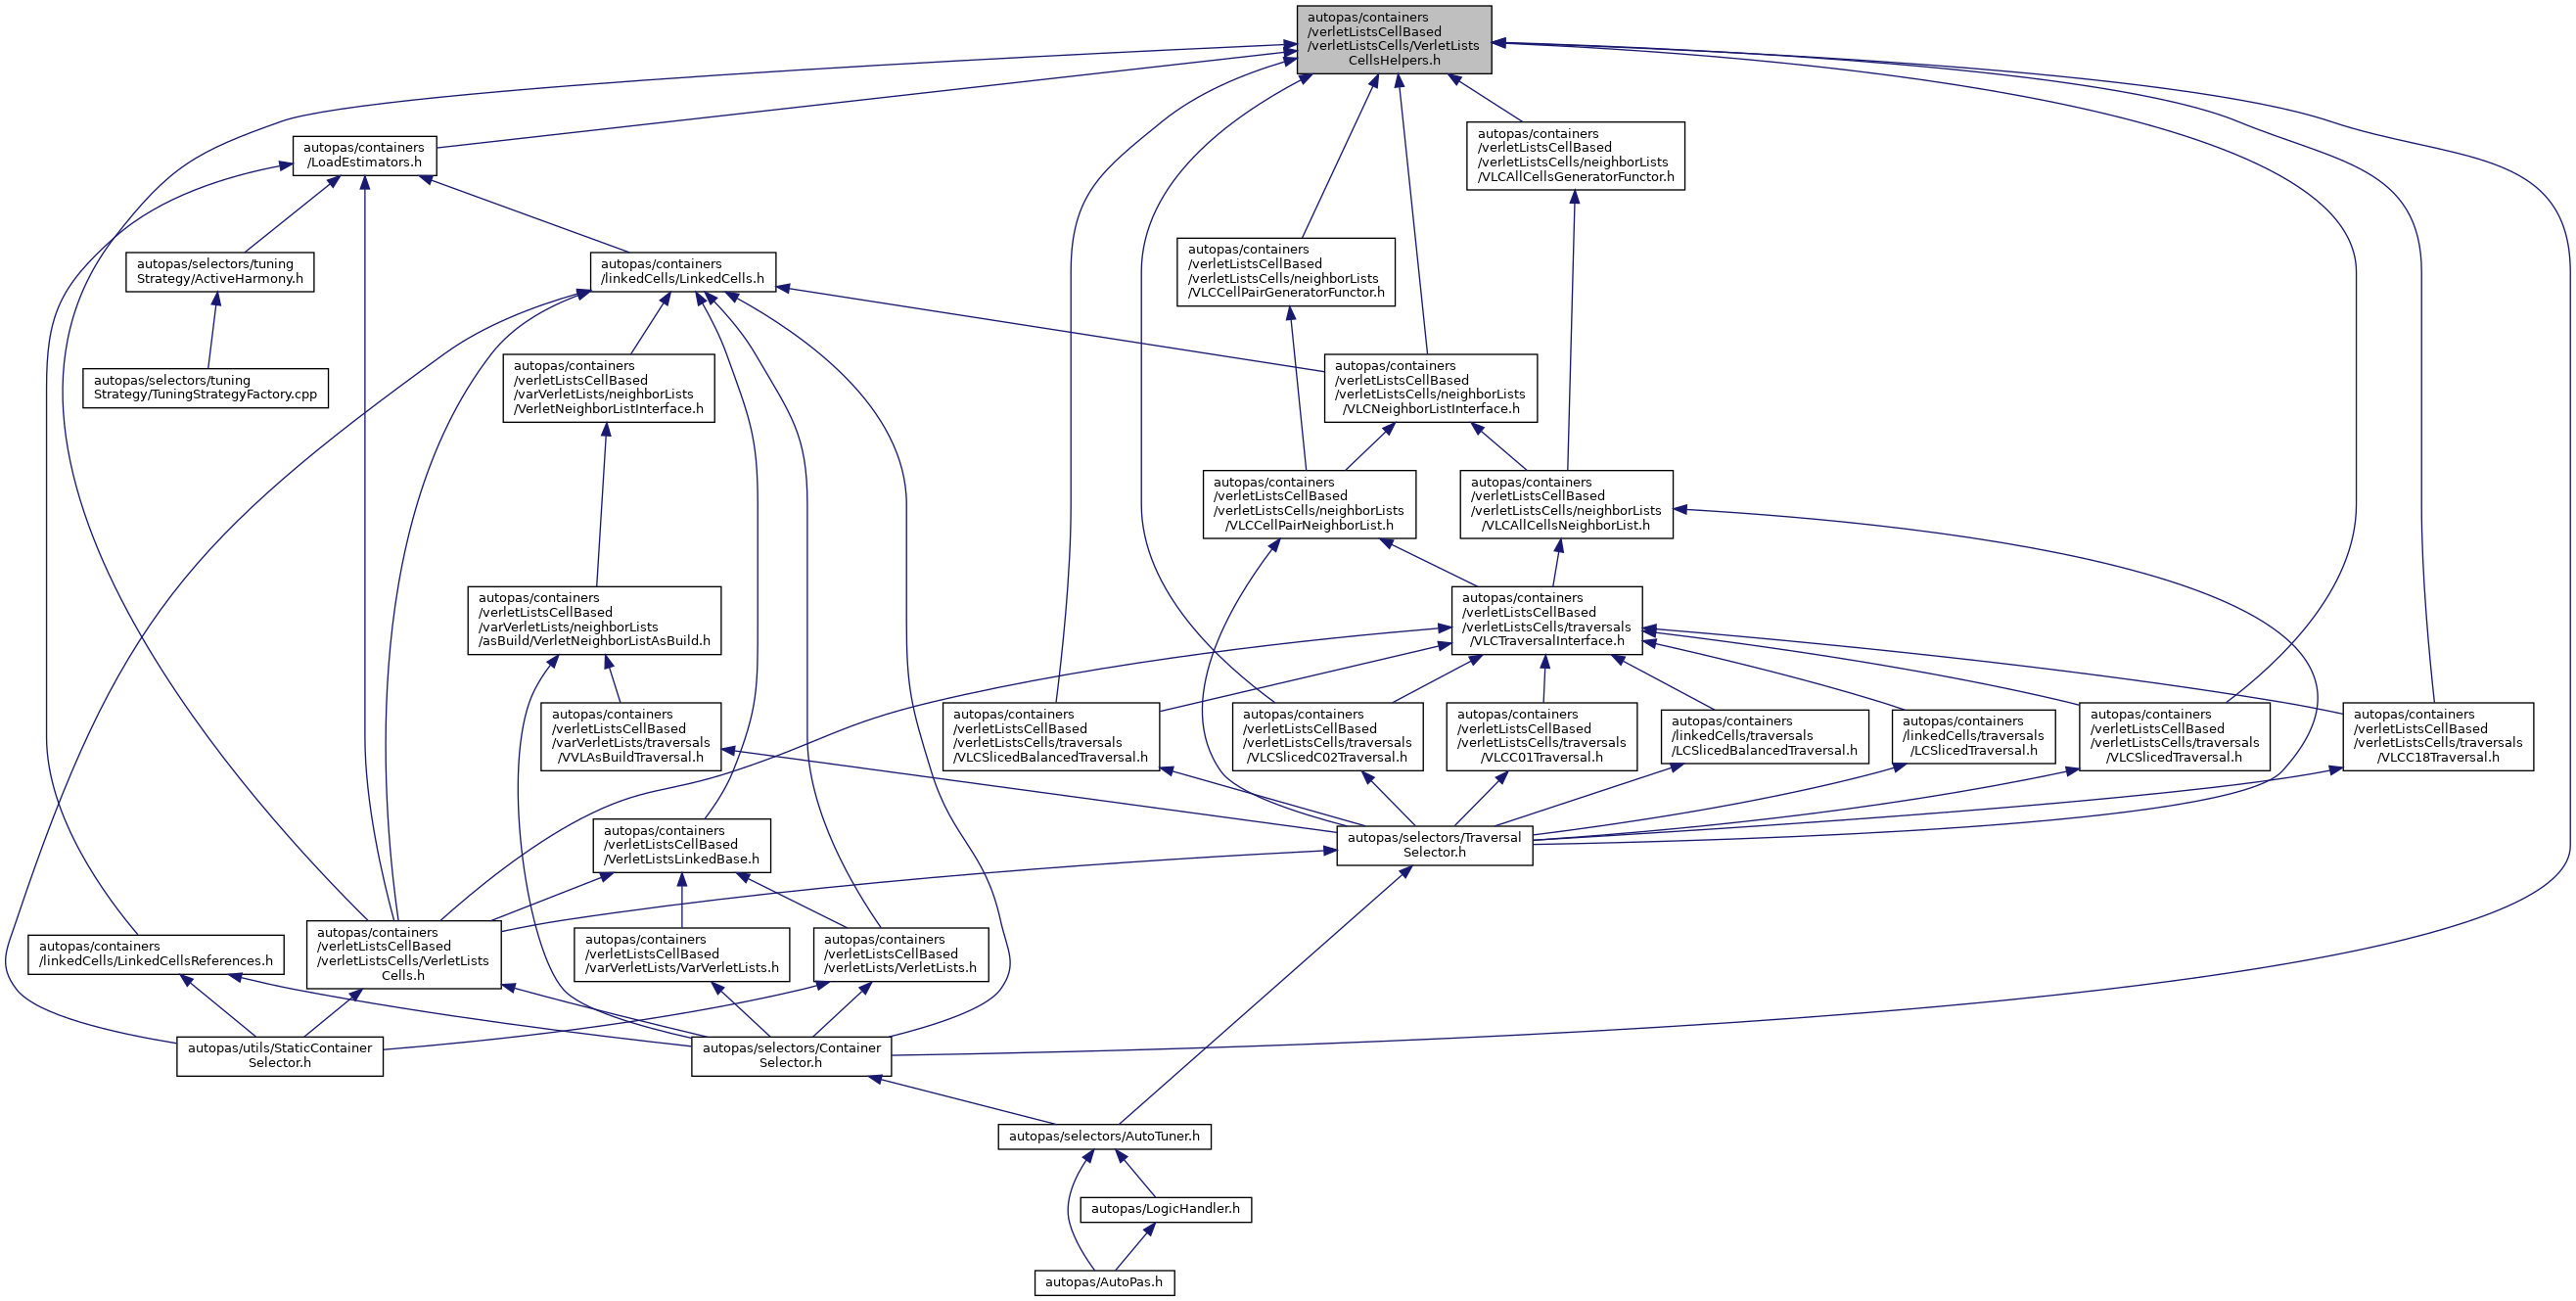 autopas/containers
/verletListsCellBased
/verletListsCells/VerletLists
CellsHelpers.h
autopas/containers
/LoadEstimators.h
autopas/containers
/verletListsCellBased
/verletListsCells/neighborLists
/VLCAllCellsGeneratorFunctor.h
autopas/selectors/tuning
Strategy/ActiveHarmony.h
autopas/containers
/linkedCells/LinkedCells.h
autopas/containers
/verletListsCellBased
/verletListsCells/neighborLists
/VLCCellPairGeneratorFunctor.h
autopas/selectors/tuning
Strategy/TuningStrategyFactory.cpp
autopas/containers
/verletListsCellBased
/varVerletLists/neighborLists
/VerletNeighborListInterface.h
autopas/containers
/verletListsCellBased
/verletListsCells/neighborLists
/VLCNeighborListInterface.h
autopas/containers
/verletListsCellBased
/verletListsCells/neighborLists
/VLCCellPairNeighborList.h
autopas/containers
/verletListsCellBased
/verletListsCells/neighborLists
/VLCAllCellsNeighborList.h
autopas/containers
/verletListsCellBased
/varVerletLists/neighborLists
/asBuild/VerletNeighborListAsBuild.h
autopas/containers
/verletListsCellBased
/verletListsCells/traversals
/VLCTraversalInterface.h
autopas/containers
/verletListsCellBased
/varVerletLists/traversals
/VVLAsBuildTraversal.h
autopas/containers
/verletListsCellBased
/verletListsCells/traversals
/VLCSlicedBalancedTraversal.h
autopas/containers
/verletListsCellBased
/verletListsCells/traversals
/VLCSlicedC02Traversal.h
autopas/containers
/verletListsCellBased
/verletListsCells/traversals
/VLCC01Traversal.h
autopas/containers
/linkedCells/traversals
/LCSlicedBalancedTraversal.h
autopas/containers
/linkedCells/traversals
/LCSlicedTraversal.h
autopas/containers
/verletListsCellBased
/verletListsCells/traversals
/VLCSlicedTraversal.h
autopas/containers
/verletListsCellBased
/verletListsCells/traversals
/VLCC18Traversal.h
autopas/containers
/verletListsCellBased
/VerletListsLinkedBase.h
autopas/selectors/Traversal
Selector.h
autopas/containers
/linkedCells/LinkedCellsReferences.h
autopas/containers
/verletListsCellBased
/verletListsCells/VerletLists
Cells.h
autopas/containers
/verletListsCellBased
/varVerletLists/VarVerletLists.h
autopas/containers
/verletListsCellBased
/verletLists/VerletLists.h
autopas/utils/StaticContainer
Selector.h
autopas/selectors/Container
Selector.h
autopas/selectors/AutoTuner.h
autopas/LogicHandler.h
autopas/AutoPas.h